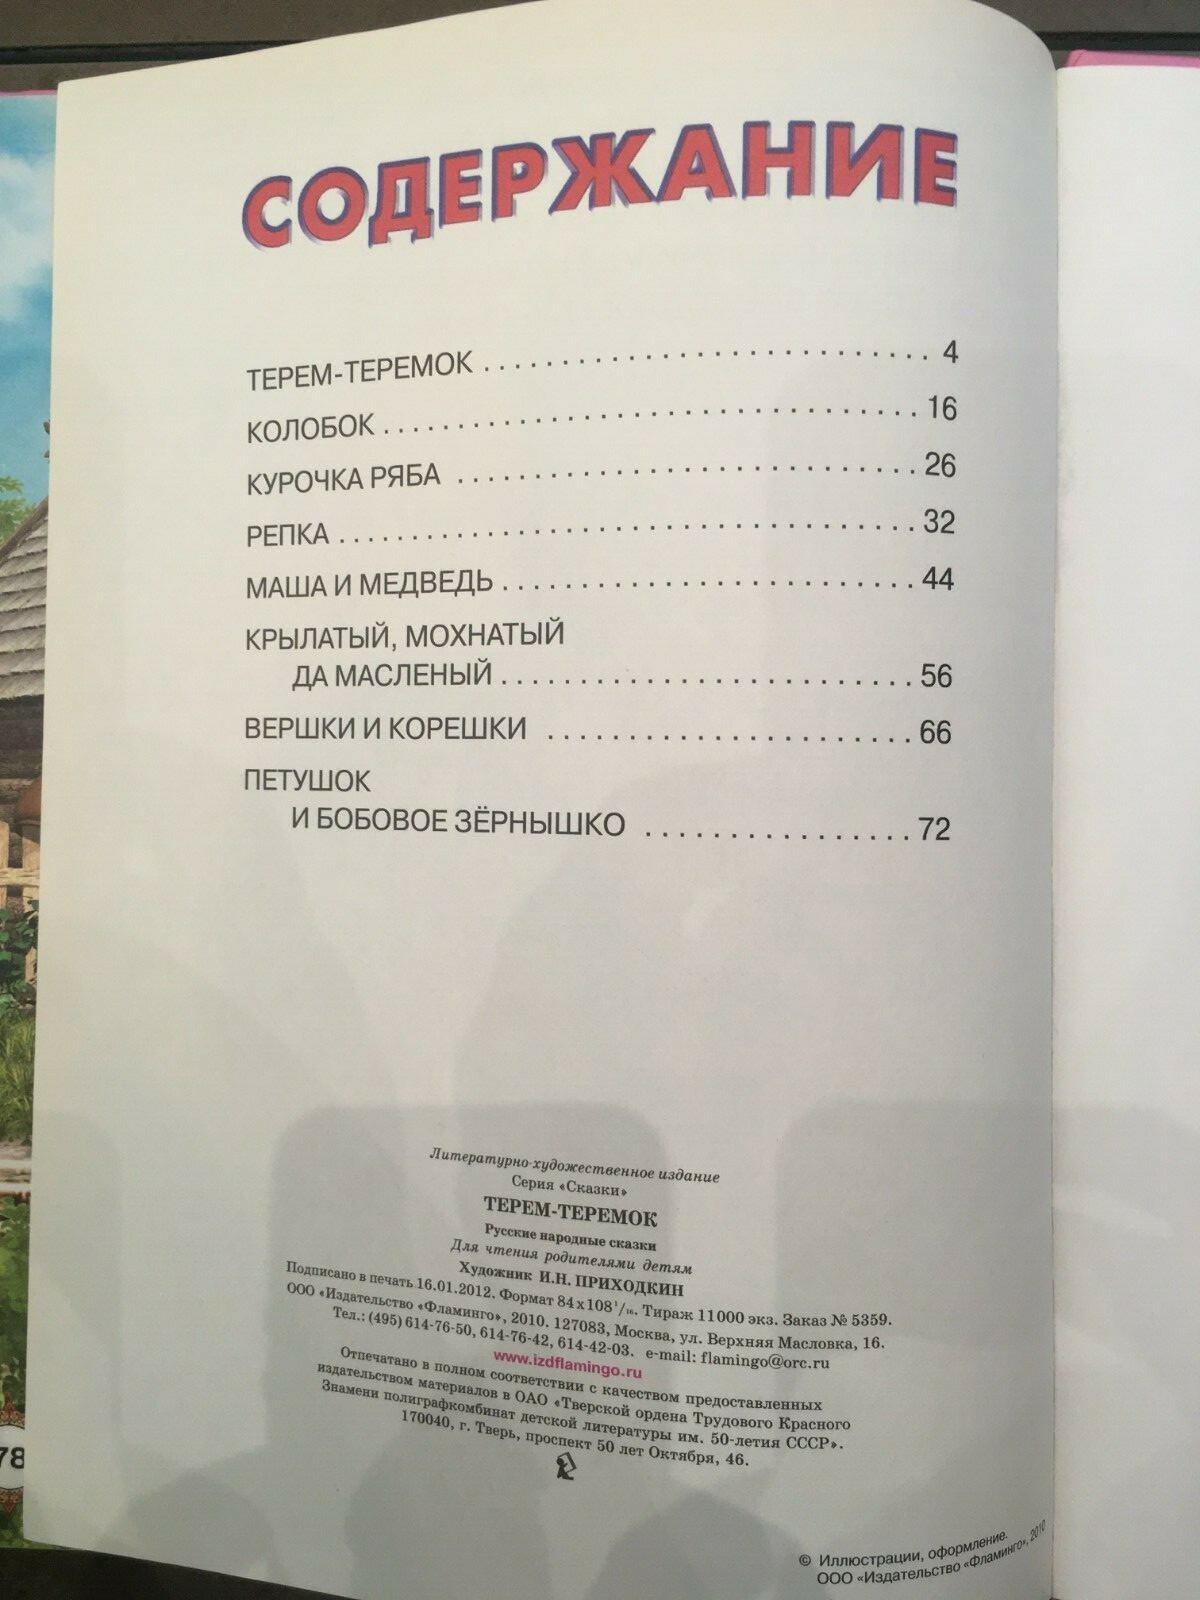 СОДЕРЖАНИЕ
ТЕРЕМ-ТЕРЕМОК . . . . . . . . . . . . . . . . . . . . . . . . . 4
КОЛОБОК . . . . . . . . . . . . . . . . . . . . . . . . . . . . . 16
КУРОЧКА РЯБА . . . . . . . . . . . . . . . . . . . . . . . . . 26
РЕПКА . . . . . . . . . . . . . . . . . . . . . . . . . . . . . . . 32
МАША И МЕДВЕДЬ . . . . . . . . . . . . . . . . . . . . . . . 44
КРЫЛАТЫЙ, МОХНАТЫЙ
ДА МАСЛЕНЫЙ . . . . . . . . . . . . . . . . . . . . . . . 56
ВЕРШКИ И КОРЕШКИ . . . . . . . . . . . . . . . . . . . . 66
ПЕТУШОК
И БОБОВОЕ ЗЁРНЫШКО . . . . . . . . . . . . . . . 72
Литературно-художественное издание
Серия «Сказки»
ТЕРЕМ-ТЕРЕМОК
Русские народные сказки
Для чтения родителями детям
Художник И.Н. ПРИХОДКИН
Подписано в печать 16.01.2012. Формат 84х108¹/₁₆. Тираж 11000 экз. Заказ № 5359.
ООО «Издательство «Фламинго», 2010. 127083, Москва, ул. Верхняя Масловка, 16.
Тел.: (495) 614-76-50, 614-76-42, 614-42-03. e-mail: flamingo@orc.ru
www.izdflamingo.ru
Отпечатано в полном соответствии с качеством предоставленных
издательством материалов в ОАО «Тверской ордена Трудового Красного
Знамени полиграфкомбинат детской литературы им. 50-летия СССР».
170040, г. Тверь, проспект 50 лет Октября, 46.
78
© Иллюстрации, оформление.
ООО «Издательство «Фламинго», 2010